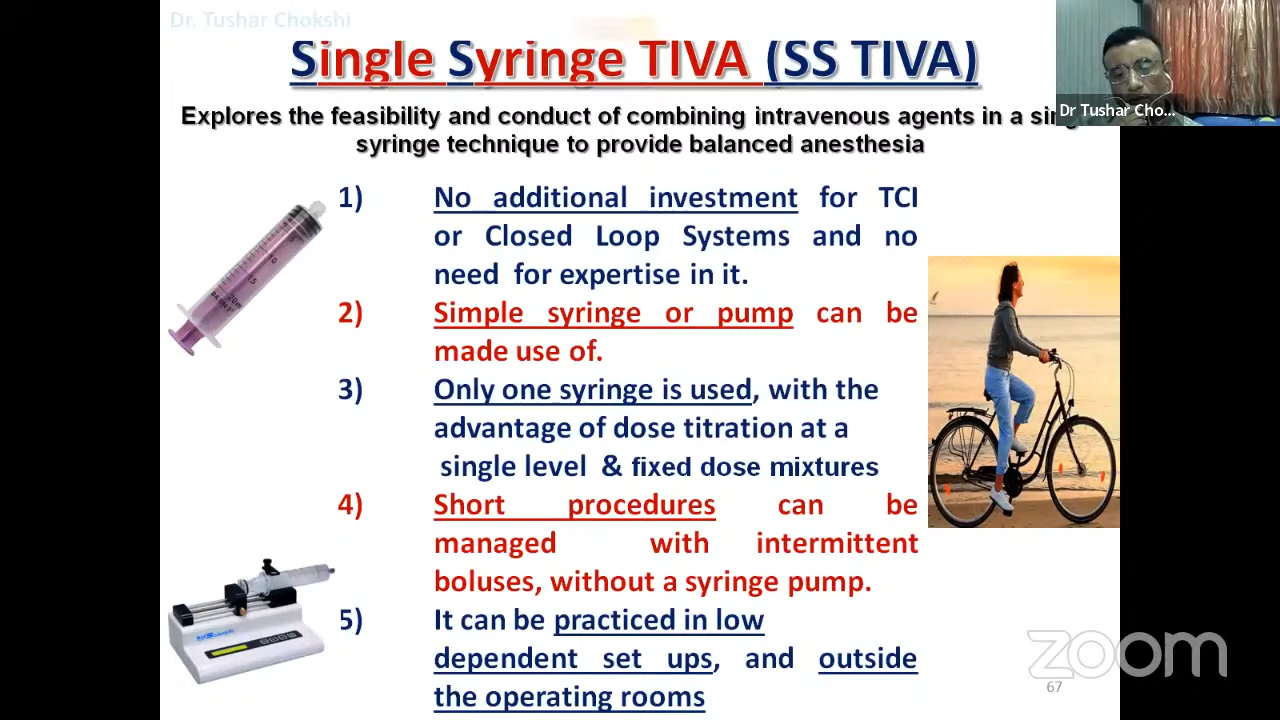 Dr. Tushar Chokshi
Single Syringe TIVA (SS TIVA)
Dr Tushar Cho...
Explores the feasibility and conduct of combining intravenous agents in a
syringe technique to provide balanced anesthesia
1) No additional investment for TCI
or Closed Loop Systems and no
need for expertise in it.
2) Simple syringe or pump can be
made use of.
3) Only one syringe is used, with the
advantage of dose titration at a
single level & fixed dose mixtures
4) Short procedures can be
managed with intermittent
boluses, without a syringe pump.
5) It can be practiced in low
dependent set ups, and outside
the operating rooms
zoom
67